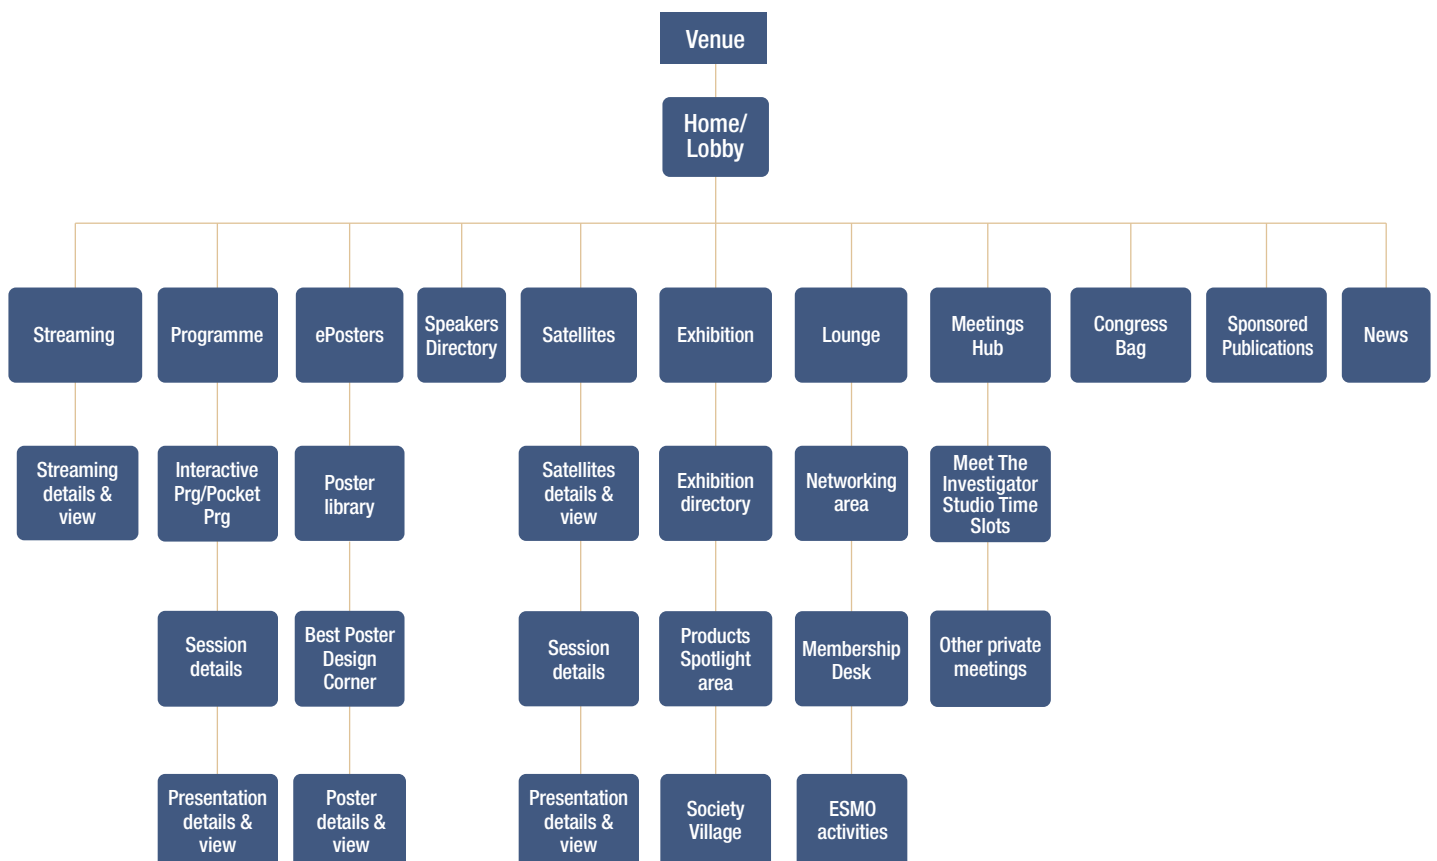 Venue
Home/
Lobby
Streaming
Programme
ePosters
Speakers
Directory
Satellites
Exhibition
Lounge
Meetings
Hub
Congress
Bag
Sponsored
Publications
News
Streaming
details &
view
Interactive
Prg/Pocket
Prg
Poster
library
Satellites
details &
view
Exhibition
directory
Networking
area
Meet The
Investigator
Studio Time
Slots
Session
details
Best Poster
Design
Corner
Session
details
Products
Spotlight
area
Membership
Desk
Other private
meetings
Presentation
details &
view
Poster
details &
view
Presentation
details &
view
Society
Village
ESMO
activities